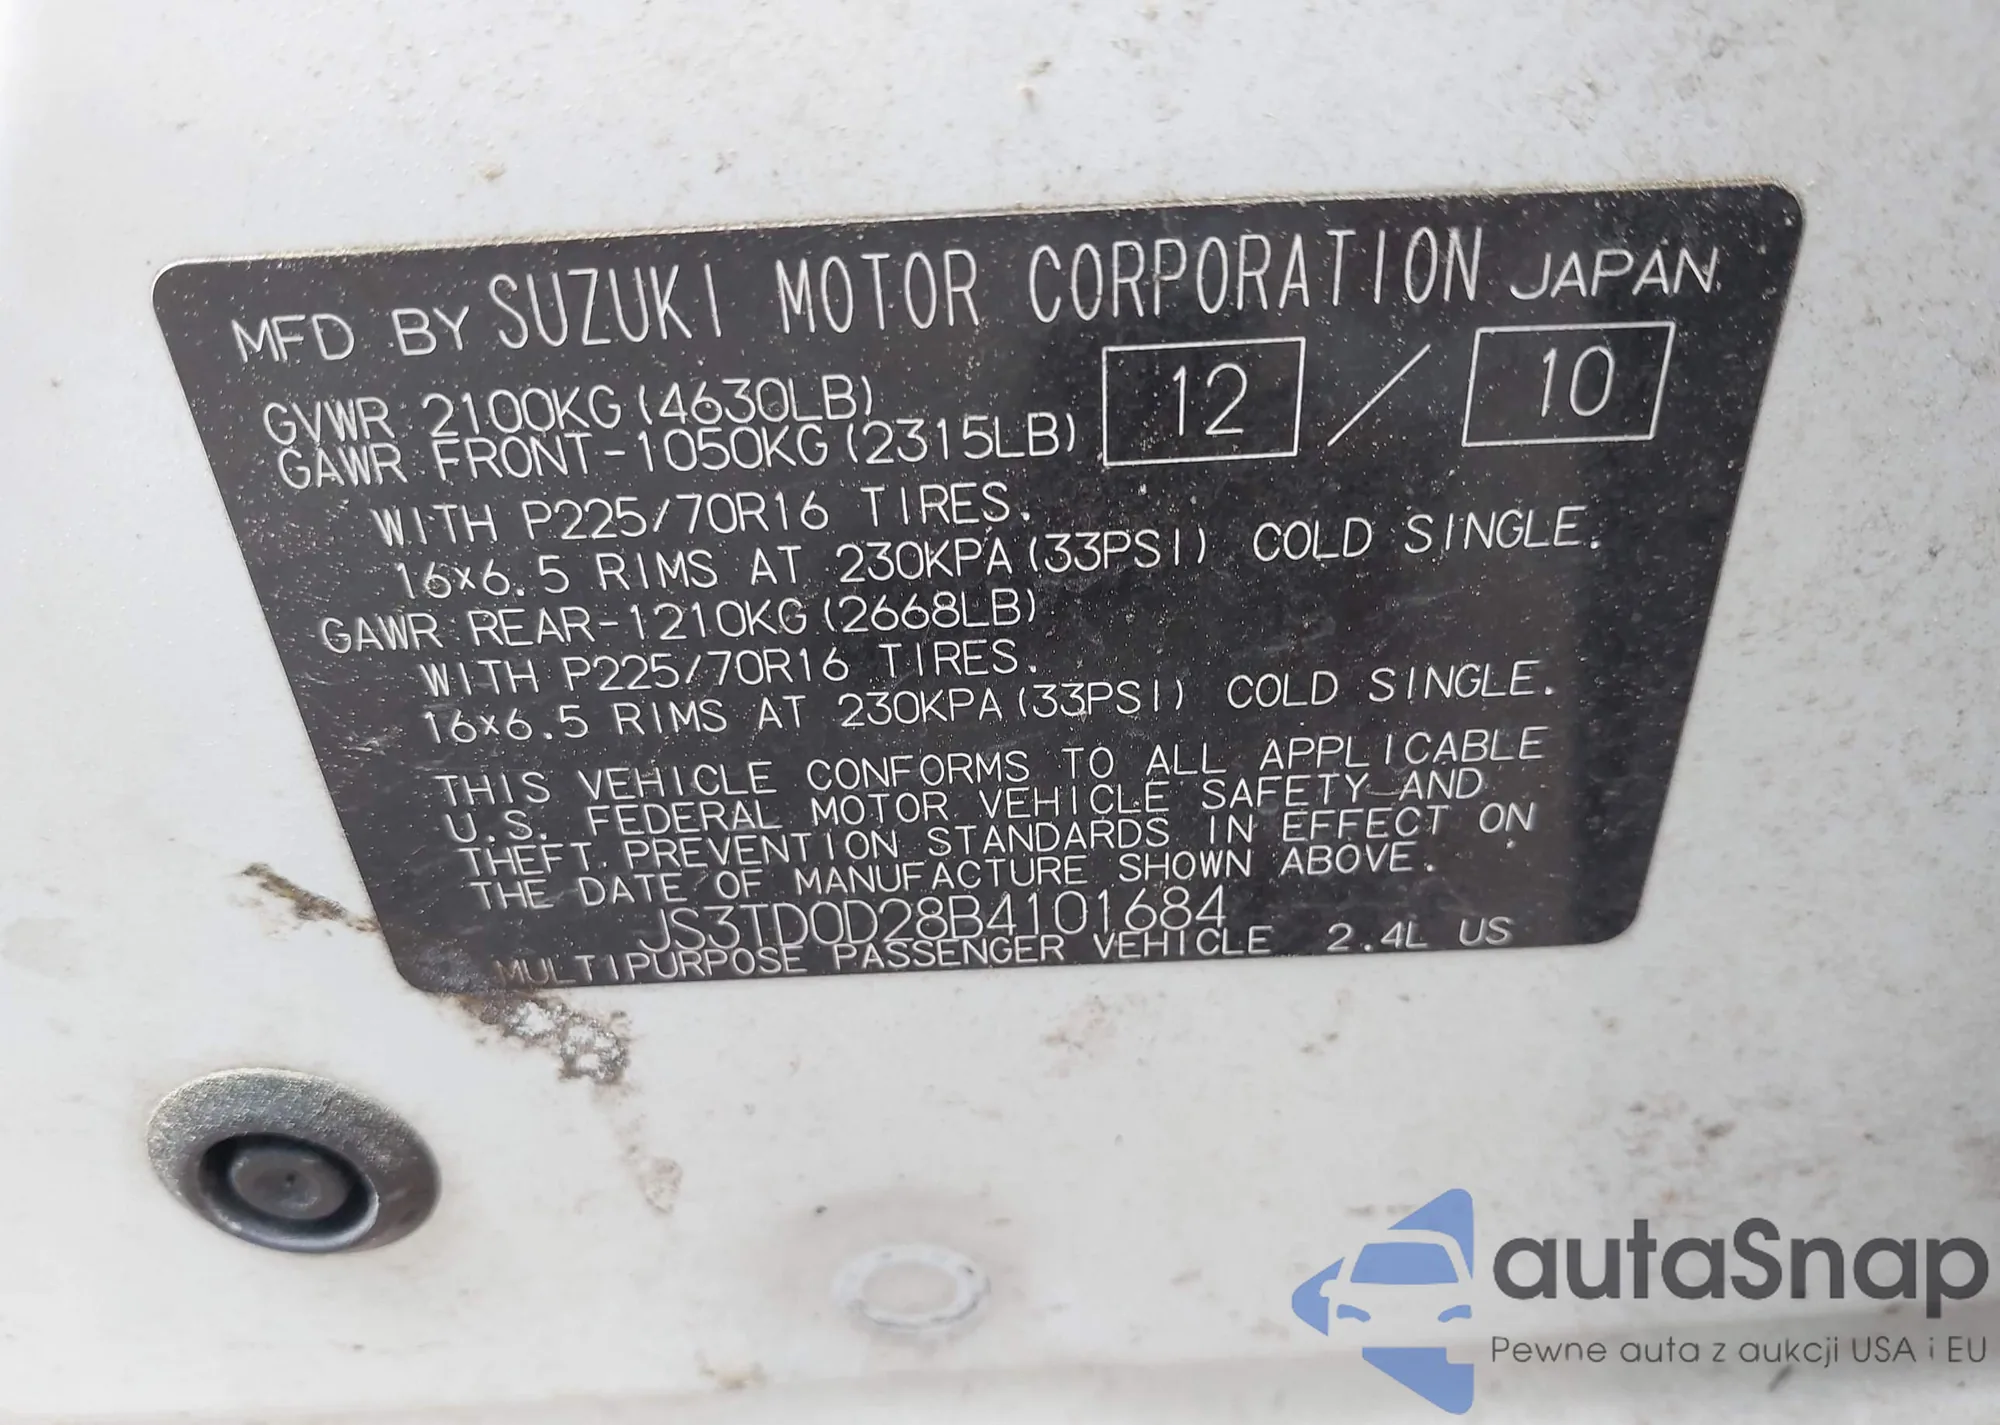 MFD BY SUZUKI MOTOR CORPORATION JAPAN
12 / 10
GVWR 2100KG(4630LB)
GAWR FRONT-1050KG(2315LB)
WITH P225/70R16 TIRES.
16×6.5 RIMS AT 230KPA(33PSI) COLD SINGLE.
GAWR REAR-1210KG(2668LB)
WITH P225/70R16 TIRES.
16×6.5 RIMS AT 230KPA(33PSI) COLD SINGLE.
THIS VEHICLE CONFORMS TO ALL APPLICABLE
U.S. FEDERAL MOTOR VEHICLE SAFETY AND
THEFT PREVENTION STANDARDS IN EFFECT ON
THE DATE OF MANUFACTURE SHOWN ABOVE.
JS3TD0D28B4101684
MULTIPURPOSE PASSENGER VEHICLE 2.4L US
autaSnap
Pewne auta z aukcji USA i EU